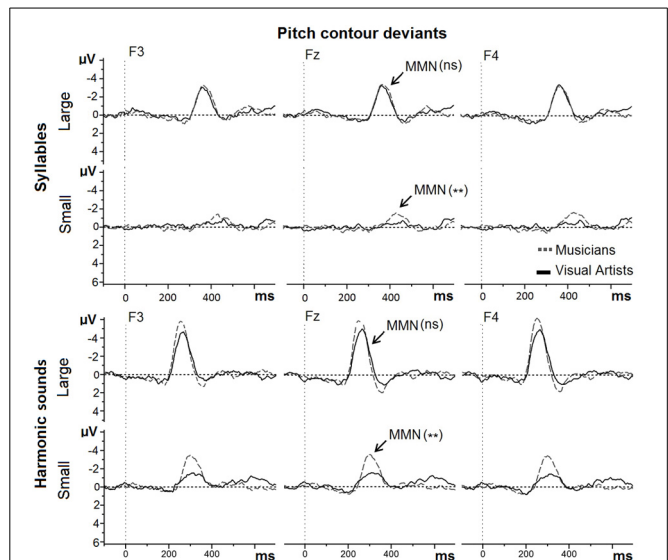 Pitch contour deviants
F3 Fz F4
µV
-4
-2
0
2
4
MMN (ns)
Large
Syllables
Small
-2
0
2
4
6
MMN (**)
Musicians
Visual Artists
0 200 400 ms
0 200 400 ms
0 200 400 ms
F3 Fz F4
µV
-4
-2
0
2
4
MMN (ns)
Large
Harmonic sounds
Small
µV
-4
-2
0
2
4
6
MMN (**)
0 200 400 ms
0 200 400 ms
0 200 400 ms